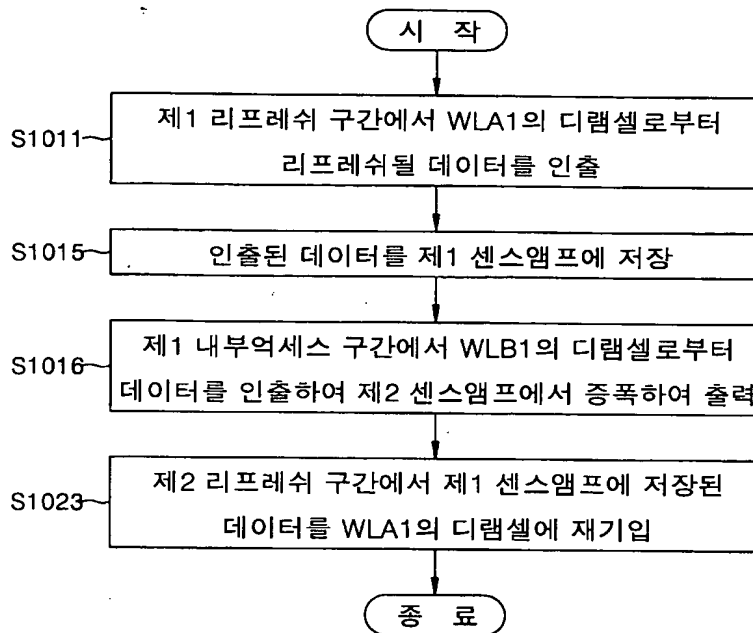 시 작
S1011
제1 리프레쉬 구간에서 WLA1의 디램셀로부터
리프레쉬될 데이터를 인출
S1015
인출된 데이터를 제1 센스앰프에 저장
S1016
제1 내부억세스 구간에서 WLB1의 디램셀로부터
데이터를 인출하여 제2 센스앰프에서 증폭하여 출력
S1023
제2 리프레쉬 구간에서 제1 센스앰프에 저장된
데이터를 WLA1의 디램셀에 재기입
종 료